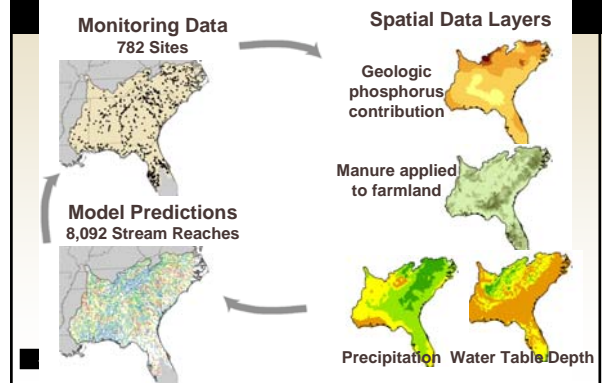 Monitoring Data
782 Sites
Spatial Data Layers
Geologic
phosphorus
contribution
Manure applied
to farmland
Model Predictions
8,092 Stream Reaches
Precipitation
Water Table Depth